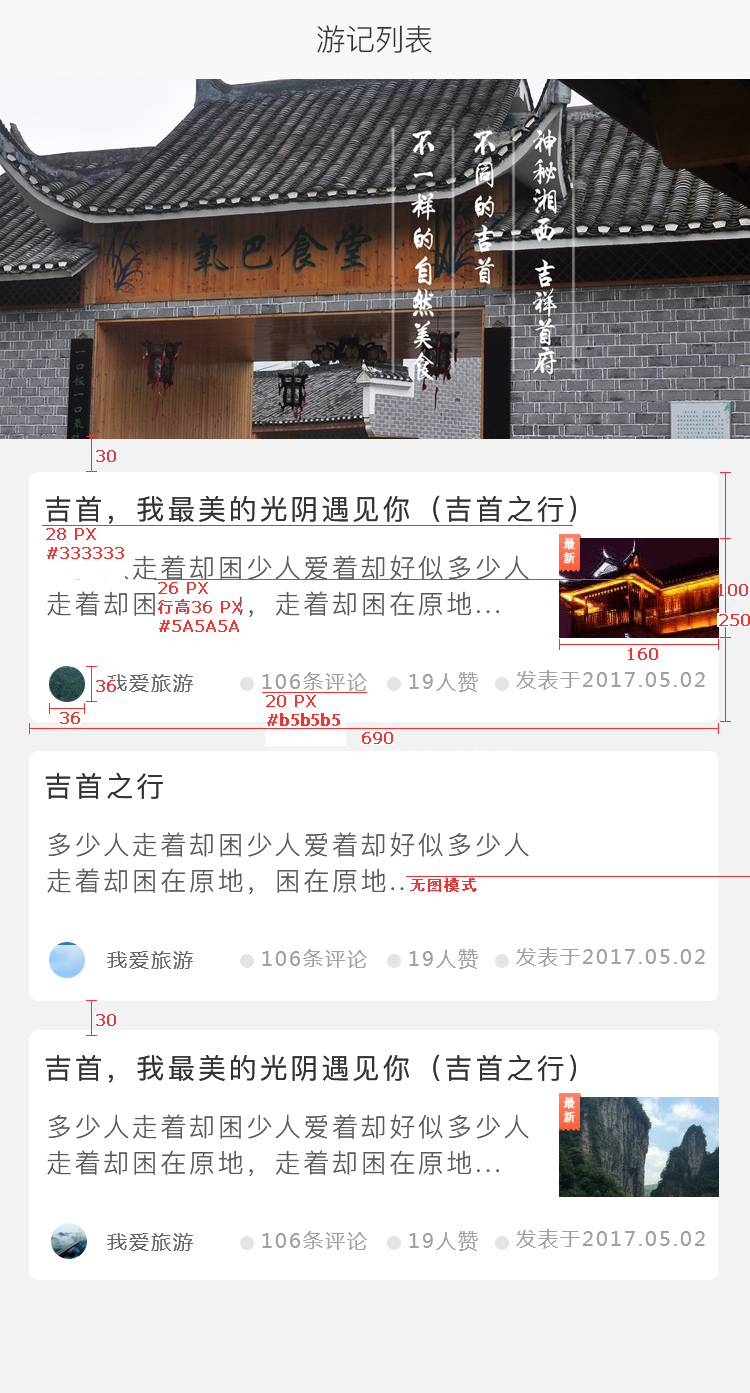 游记列表
神秘湘西 吉祥首府
不同的吉首
不一样的自然美食
氧巴食堂
30
吉首，我最美的光阴遇见你（吉首之行）
28 PX
#333333
走着却困少人爱着却好似多少人
26 PX
走着却困
行高36 PX
，走着却困在原地...
#5A5A5A
最新
100
250
160
36
我爱旅游
106条评论
19人赞
发表于2017.05.02
36
20 PX
#b5b5b5
690
吉首之行
多少人走着却困少人爱着却好似多少人
走着却困在原地，困在原地..
无图模式
我爱旅游
106条评论
19人赞
发表于2017.05.02
30
吉首，我最美的光阴遇见你（吉首之行）
最新
多少人走着却困少人爱着却好似多少人
走着却困在原地，走着却困在原地...
我爱旅游
106条评论
19人赞
发表于2017.05.02